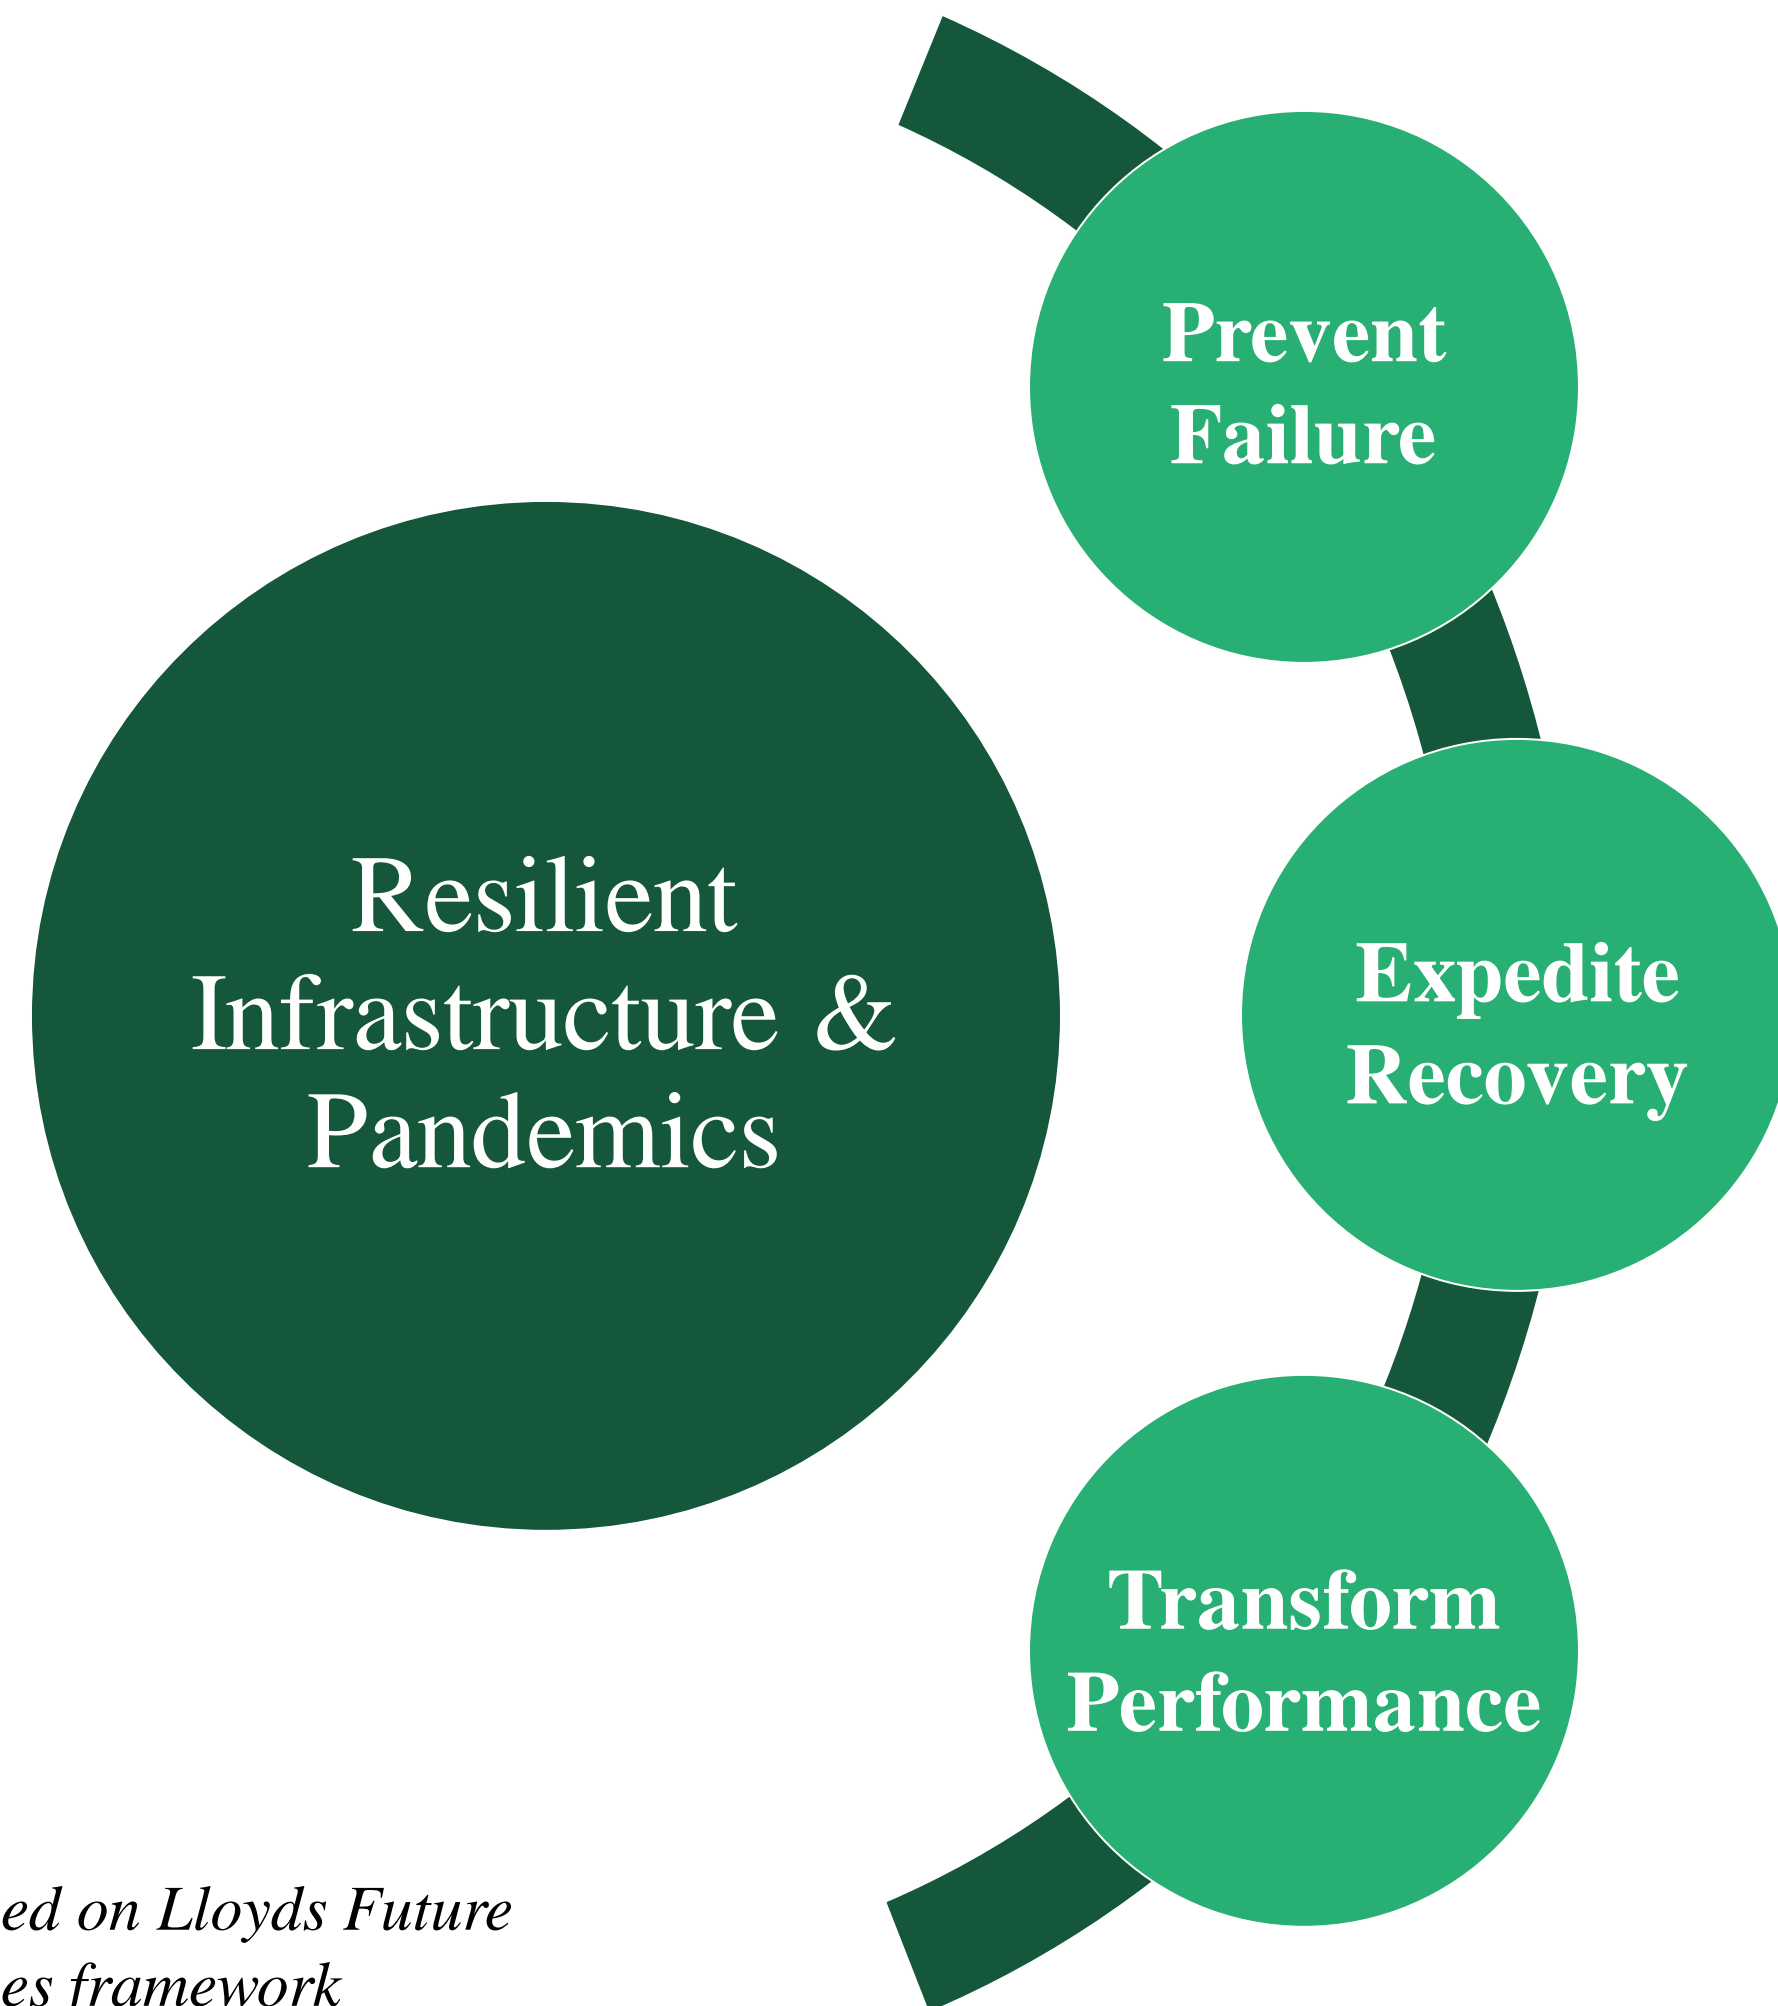 Prevent
Failure
Resilient
Infrastructure &
Pandemics
Expedite
Recovery
Transform
Performance
ed on Lloyds Future
es framework